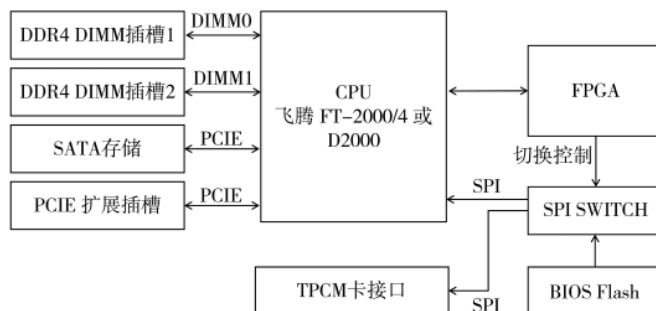 DDR4 DIMM插槽1
DIMM0
DDR4 DIMM插槽2
DIMM1
SATA存储
PCIE
PCIE 扩展插槽
PCIE
CPU
飞腾 FT-2000/4 或
D2000
FPGA
切换控制
SPI
SPI SWITCH
TPCM卡接口
SPI
BIOS Flash